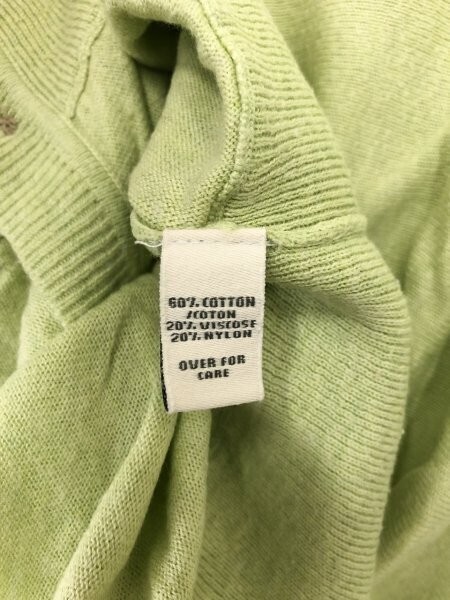 60% COTTON
/COTON
20% VISCOSE
20% NYLON
OVER FOR
CARE